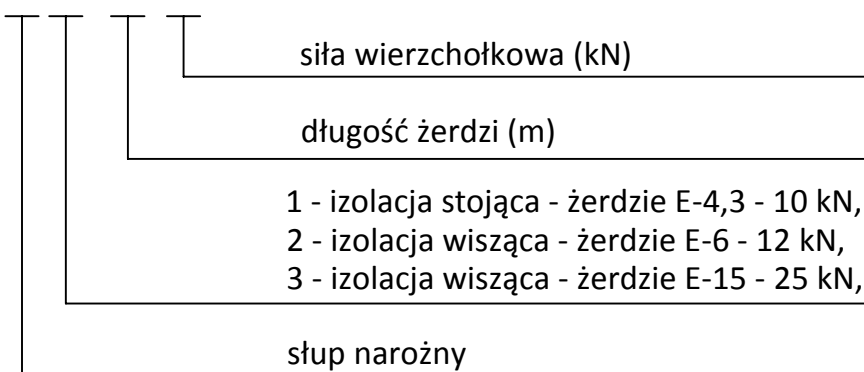 siła wierzchołkowa (kN)
długość żerdzi (m)
1 - izolacja stojąca - żerdzie E-4,3 - 10 kN,
2 - izolacja wisząca - żerdzie E-6 - 12 kN,
3 - izolacja wisząca - żerdzie E-15 - 25 kN,
słup narożny